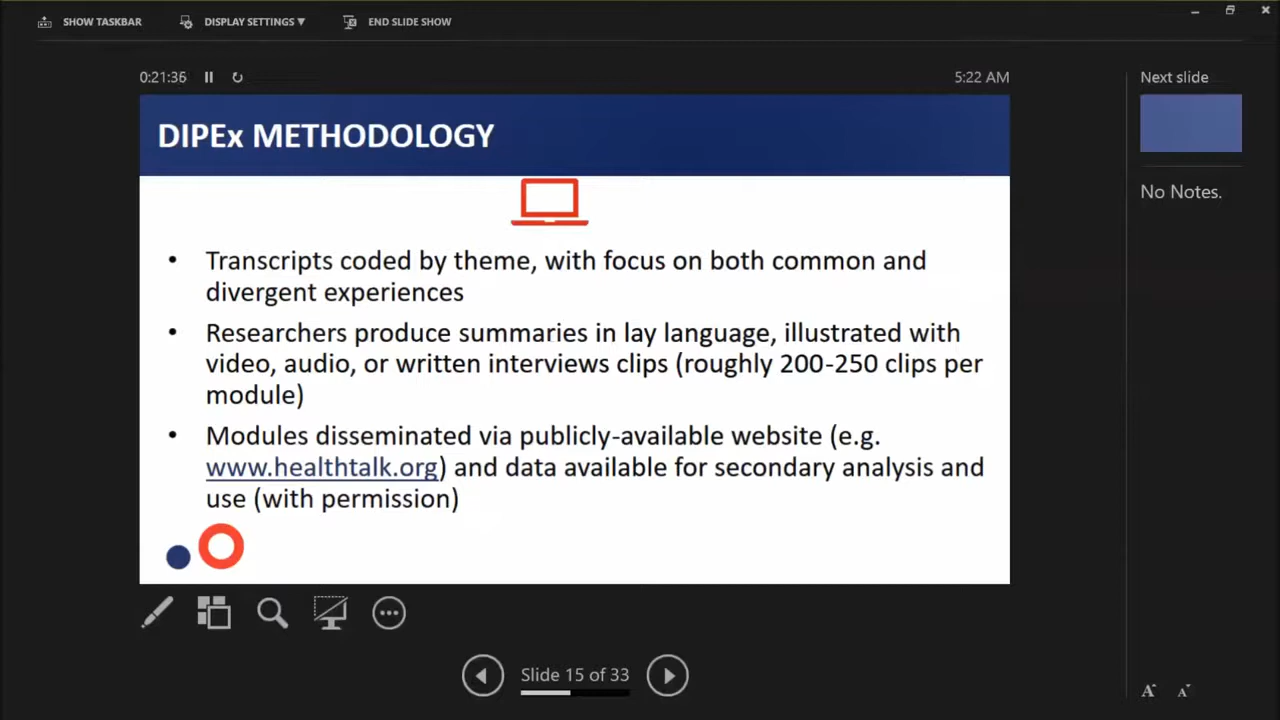 SHOW TASKBAR
DISPLAY SETTINGS ▼
END SLIDE SHOW
0:21:36
5:22 AM
Next slide
DIPEx METHODOLOGY
No Notes.
• Transcripts coded by theme, with focus on both common and
divergent experiences
• Researchers produce summaries in lay language, illustrated with
video, audio, or written interviews clips (roughly 200-250 clips per
module)
• Modules disseminated via publicly-available website (e.g.
www.healthtalk.org) and data available for secondary analysis and
use (with permission)
Slide 15 of 33
A A